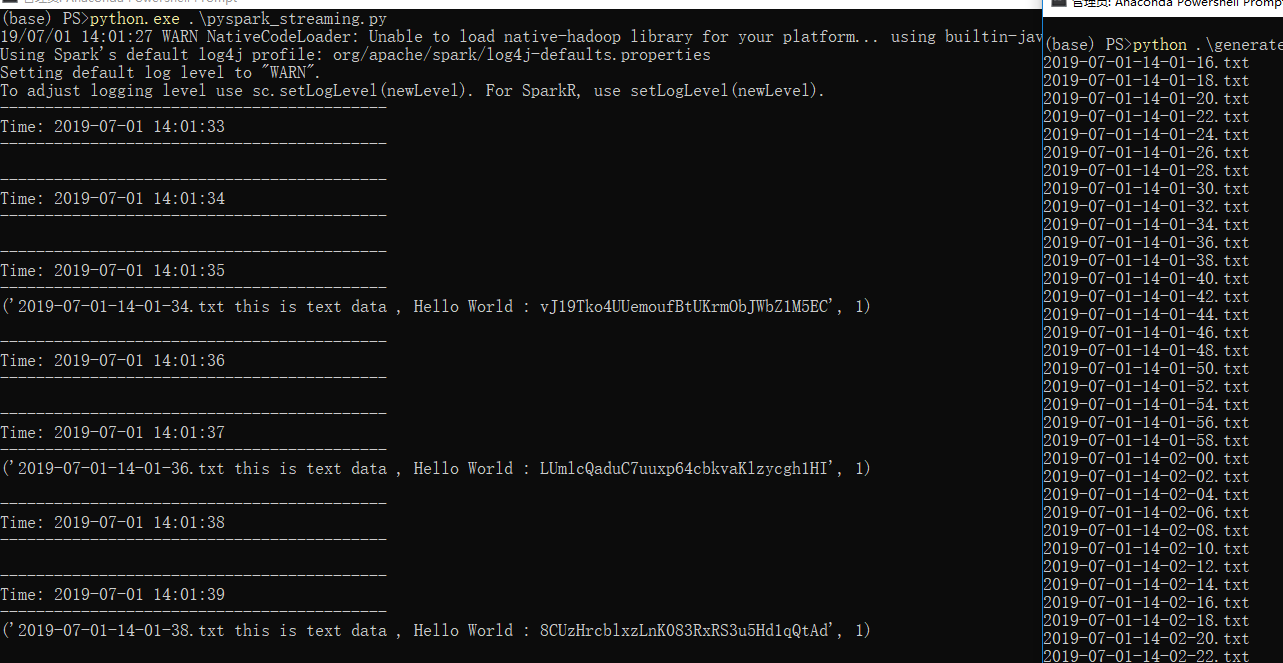 (base) PS>python.exe .\pyspark_streaming.py
19/07/01 14:01:27 WARN NativeCodeLoader: Unable to load native-hadoop library for your platform... using builtin-jav
Using Spark's default log4j profile: org/apache/spark/log4j-defaults.properties
Setting default log level to "WARN".
To adjust logging level use sc.setLogLevel(newLevel). For SparkR, use setLogLevel(newLevel).
-------------------------------------------
Time: 2019-07-01 14:01:33
-------------------------------------------
-------------------------------------------
Time: 2019-07-01 14:01:34
-------------------------------------------
-------------------------------------------
Time: 2019-07-01 14:01:35
-------------------------------------------
('2019-07-01-14-01-34.txt this is text data , Hello World : vJ19Tko4UUemoufBtUKrmObJWbZ1M5EC', 1)
-------------------------------------------
Time: 2019-07-01 14:01:36
-------------------------------------------
-------------------------------------------
Time: 2019-07-01 14:01:37
-------------------------------------------
('2019-07-01-14-01-36.txt this is text data , Hello World : LUmlcQaduC7uuxp64cbkvaKlzycgh1HI', 1)
-------------------------------------------
Time: 2019-07-01 14:01:38
-------------------------------------------
-------------------------------------------
Time: 2019-07-01 14:01:39
-------------------------------------------
('2019-07-01-14-01-38.txt this is text data , Hello World : 8CUzHrcblxzLnK083RxRS3u5Hd1qQtAd', 1)
管理员: Anaconda Powershell Prompt
(base) PS>python .\generate
2019-07-01-14-01-16.txt
2019-07-01-14-01-18.txt
2019-07-01-14-01-20.txt
2019-07-01-14-01-22.txt
2019-07-01-14-01-24.txt
2019-07-01-14-01-26.txt
2019-07-01-14-01-28.txt
2019-07-01-14-01-30.txt
2019-07-01-14-01-32.txt
2019-07-01-14-01-34.txt
2019-07-01-14-01-36.txt
2019-07-01-14-01-38.txt
2019-07-01-14-01-40.txt
2019-07-01-14-01-42.txt
2019-07-01-14-01-44.txt
2019-07-01-14-01-46.txt
2019-07-01-14-01-48.txt
2019-07-01-14-01-50.txt
2019-07-01-14-01-52.txt
2019-07-01-14-01-54.txt
2019-07-01-14-01-56.txt
2019-07-01-14-01-58.txt
2019-07-01-14-02-00.txt
2019-07-01-14-02-02.txt
2019-07-01-14-02-04.txt
2019-07-01-14-02-06.txt
2019-07-01-14-02-08.txt
2019-07-01-14-02-10.txt
2019-07-01-14-02-12.txt
2019-07-01-14-02-14.txt
2019-07-01-14-02-16.txt
2019-07-01-14-02-18.txt
2019-07-01-14-02-20.txt
2019-07-01-14-02-22.txt